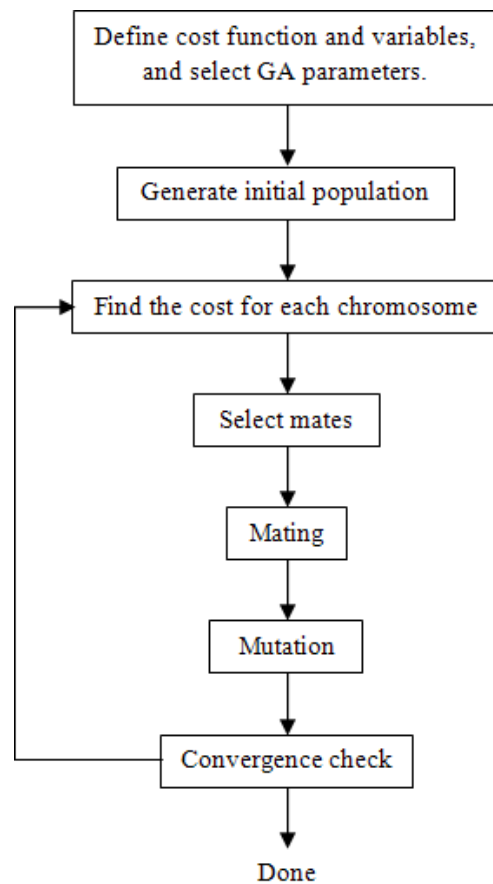 Define cost function and variables,
and select GA parameters.
Generate initial population
Find the cost for each chromosome
Select mates
Mating
Mutation
Convergence check
Done